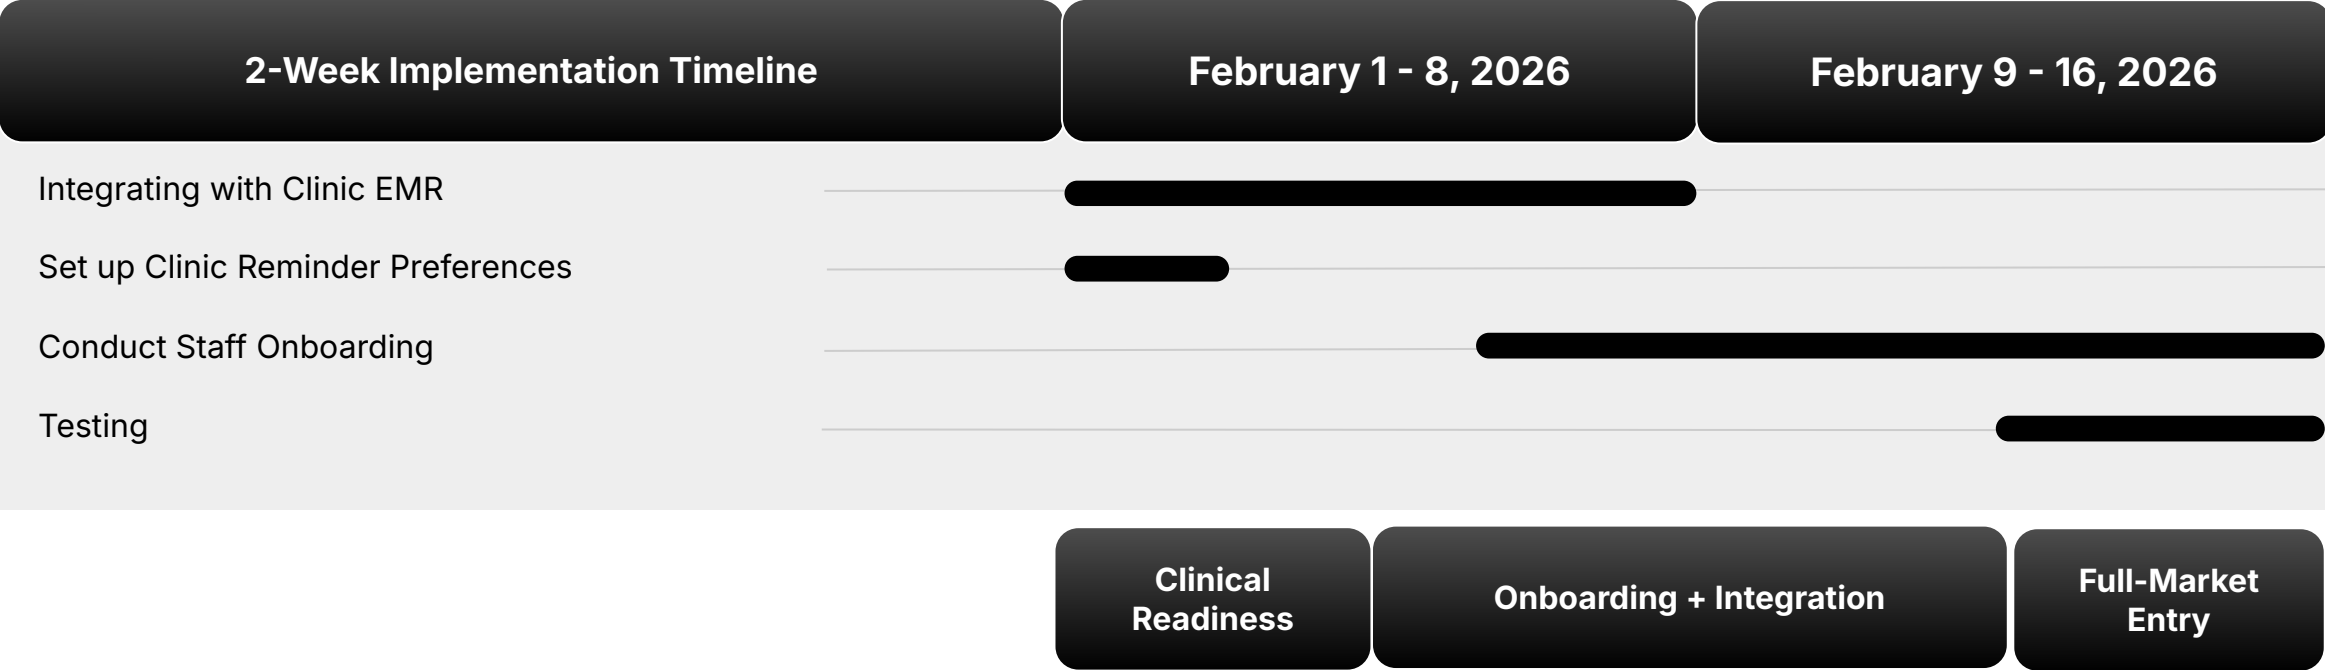 2-Week Implementation Timeline
February 1 - 8, 2026
February 9 - 16, 2026
Integrating with Clinic EMR
Set up Clinic Reminder Preferences
Conduct Staff Onboarding
Testing
Clinical
Readiness
Onboarding + Integration
Full-Market
Entry